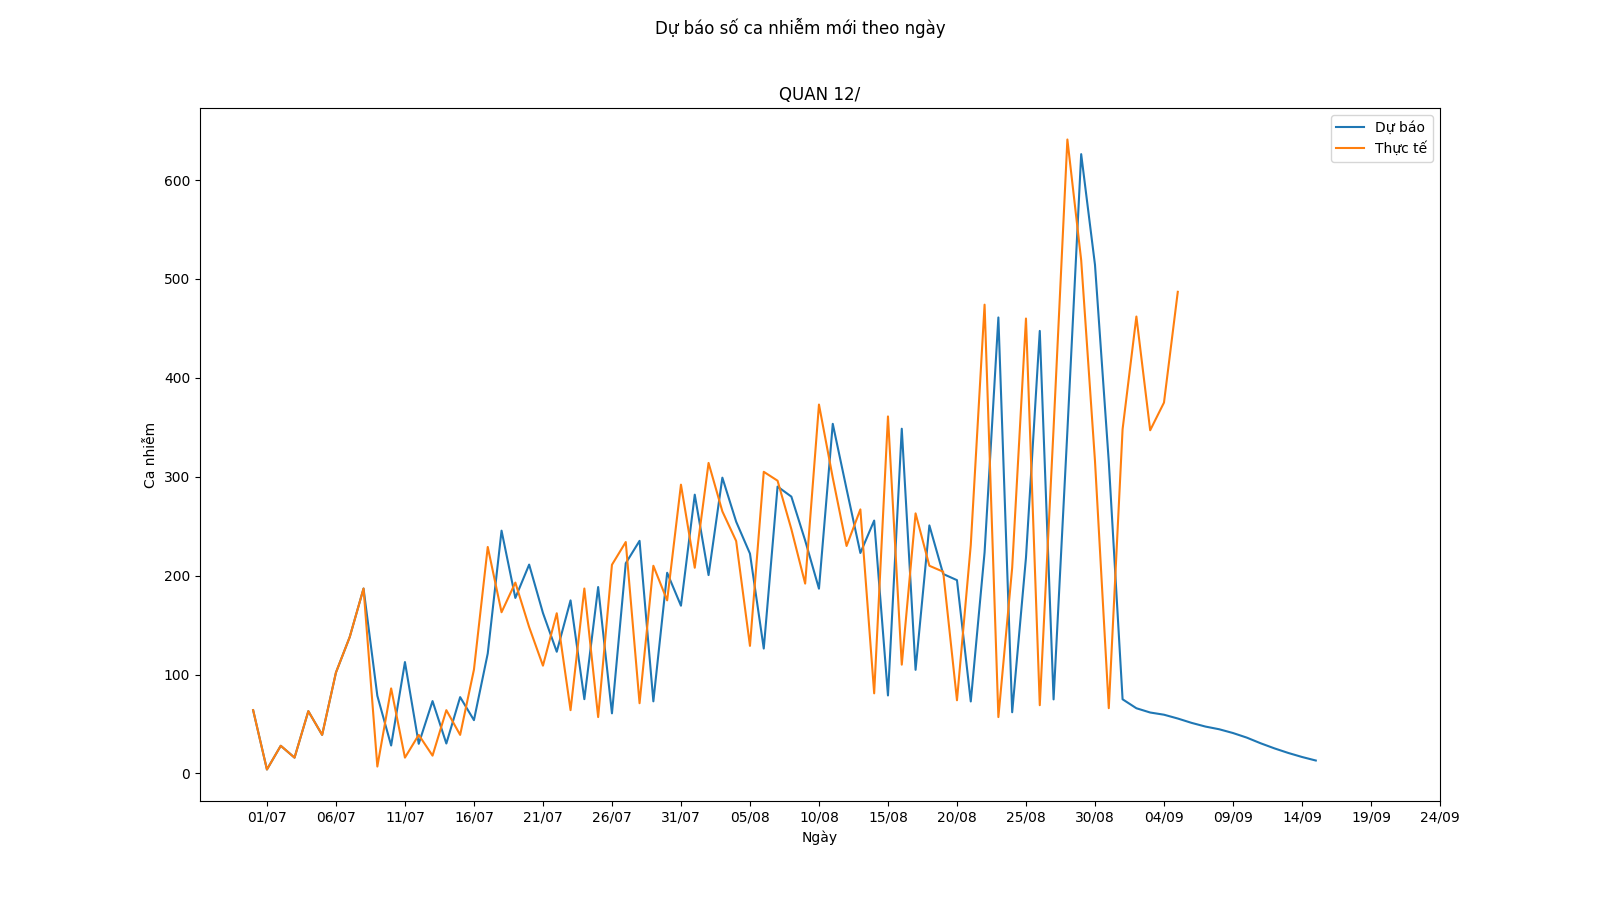 Dự báo số ca nhiễm mới theo ngày
QUAN 12/
Dự báo
Thực tế
600
500
400
300
200
100
0
Ca nhiễm
01/07 06/07 11/07 16/07 21/07 26/07 31/07 05/08 10/08 15/08 20/08 25/08 30/08 04/09 09/09 14/09 19/09 24/09
Ngày